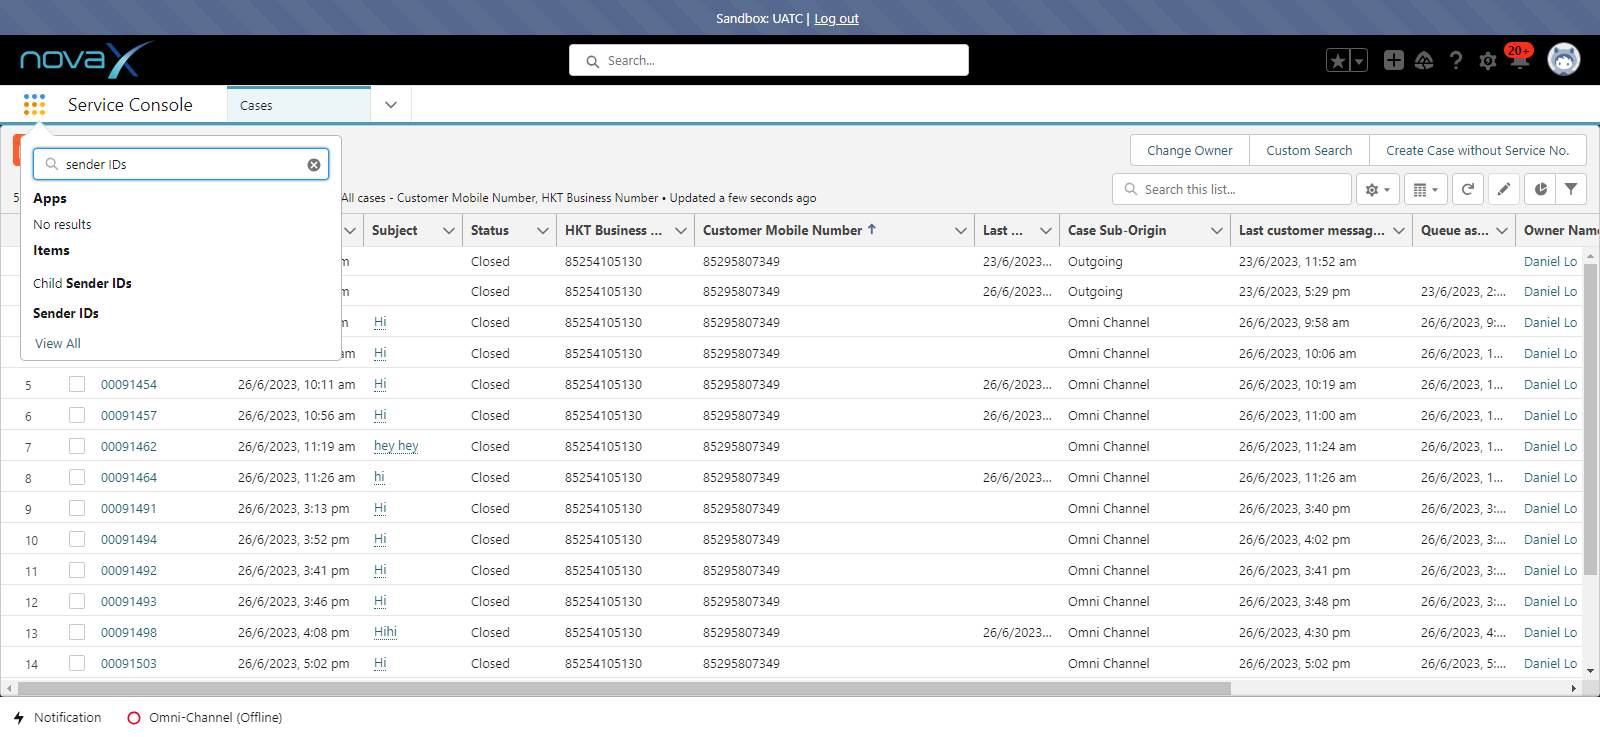 Sandbox: UATC | Log out
novaX
Search...
20+
Service Console
Cases
sender IDs
Apps
No results
Items
Child Sender IDs
Sender IDs
View All
Change Owner
Custom Search
Create Case without Service No.
5
All cases - Customer Mobile Number, HKT Business Number • Updated a few seconds ago
Search this list...
Subject Status HKT Business ... Customer Mobile Number Last ... Case Sub-Origin Last customer messag... Queue as... Owner Name
m Closed 85254105130 85295807349 23/6/2023... Outgoing 23/6/2023, 11:52 am Daniel Lo
m Closed 85254105130 85295807349 26/6/2023... Outgoing 23/6/2023, 5:29 pm 23/6/2023, 2:... Daniel Lo
m Hi Closed 85254105130 85295807349 Omni Channel 26/6/2023, 9:58 am 26/6/2023, 9:... Daniel Lo
am Hi Closed 85254105130 85295807349 Omni Channel 26/6/2023, 10:06 am 26/6/2023, 1... Daniel Lo
5 00091454 26/6/2023, 10:11 am Hi Closed 85254105130 85295807349 26/6/2023... Omni Channel 26/6/2023, 10:19 am 26/6/2023, 1... Daniel Lo
6 00091457 26/6/2023, 10:56 am Hi Closed 85254105130 85295807349 26/6/2023... Omni Channel 26/6/2023, 11:00 am 26/6/2023, 1... Daniel Lo
7 00091462 26/6/2023, 11:19 am hey hey Closed 85254105130 85295807349 Omni Channel 26/6/2023, 11:24 am 26/6/2023, 1... Daniel Lo
8 00091464 26/6/2023, 11:26 am hi Closed 85254105130 85295807349 26/6/2023... Omni Channel 26/6/2023, 11:26 am 26/6/2023, 1... Daniel Lo
9 00091491 26/6/2023, 3:13 pm Hi Closed 85254105130 85295807349 Omni Channel 26/6/2023, 3:40 pm 26/6/2023, 3:... Daniel Lo
10 00091494 26/6/2023, 3:52 pm Hi Closed 85254105130 85295807349 Omni Channel 26/6/2023, 4:02 pm 26/6/2023, 3:... Daniel Lo
11 00091492 26/6/2023, 3:41 pm Hi Closed 85254105130 85295807349 Omni Channel 26/6/2023, 3:41 pm 26/6/2023, 3:... Daniel Lo
12 00091493 26/6/2023, 3:46 pm Hi Closed 85254105130 85295807349 Omni Channel 26/6/2023, 3:48 pm 26/6/2023, 3:... Daniel Lo
13 00091498 26/6/2023, 4:08 pm Hihi Closed 85254105130 85295807349 26/6/2023... Omni Channel 26/6/2023, 4:30 pm 26/6/2023, 4:... Daniel Lo
14 00091503 26/6/2023, 5:02 pm Hi Closed 85254105130 85295807349 Omni Channel 26/6/2023, 5:02 pm 26/6/2023, 5:... Daniel Lo
Notification
Omni-Channel (Offline)